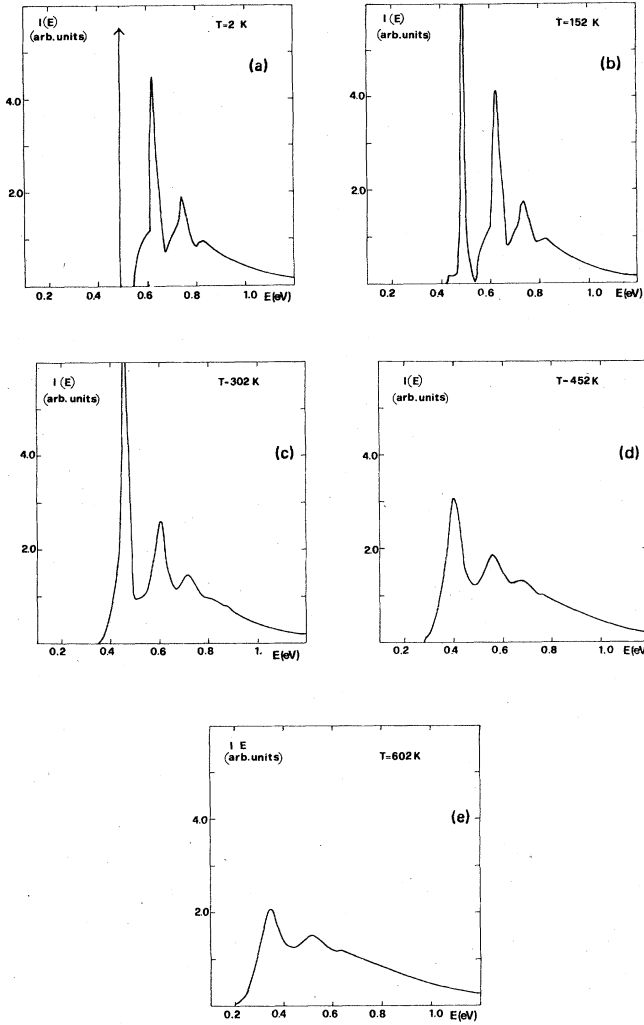 I (E) T=2 K
(arb.units)
(a)
4.0
2.0
0.2 0.4 0.6 0.8 1.0 E(eV)
I (E) T=152 K
(arb.units)
(b)
4.0
2.0
0.2 0.4 0.6 0.8 1.0 E(eV)
I (E) T-302 K
(arb.units)
(c)
4.0
2.0
0.2 0.4 0.6 0.8 1. E(eV)
I(E) T-452 K
(arb.units)
(d)
4.0
2.0
0.2 0.4 0.6 0.8 1.0 E(eV)
I E
(arb.units) T=602 K
(e)
4.0
2.0
0.2 0.4 0.6 0.8 1.0 E(eV)